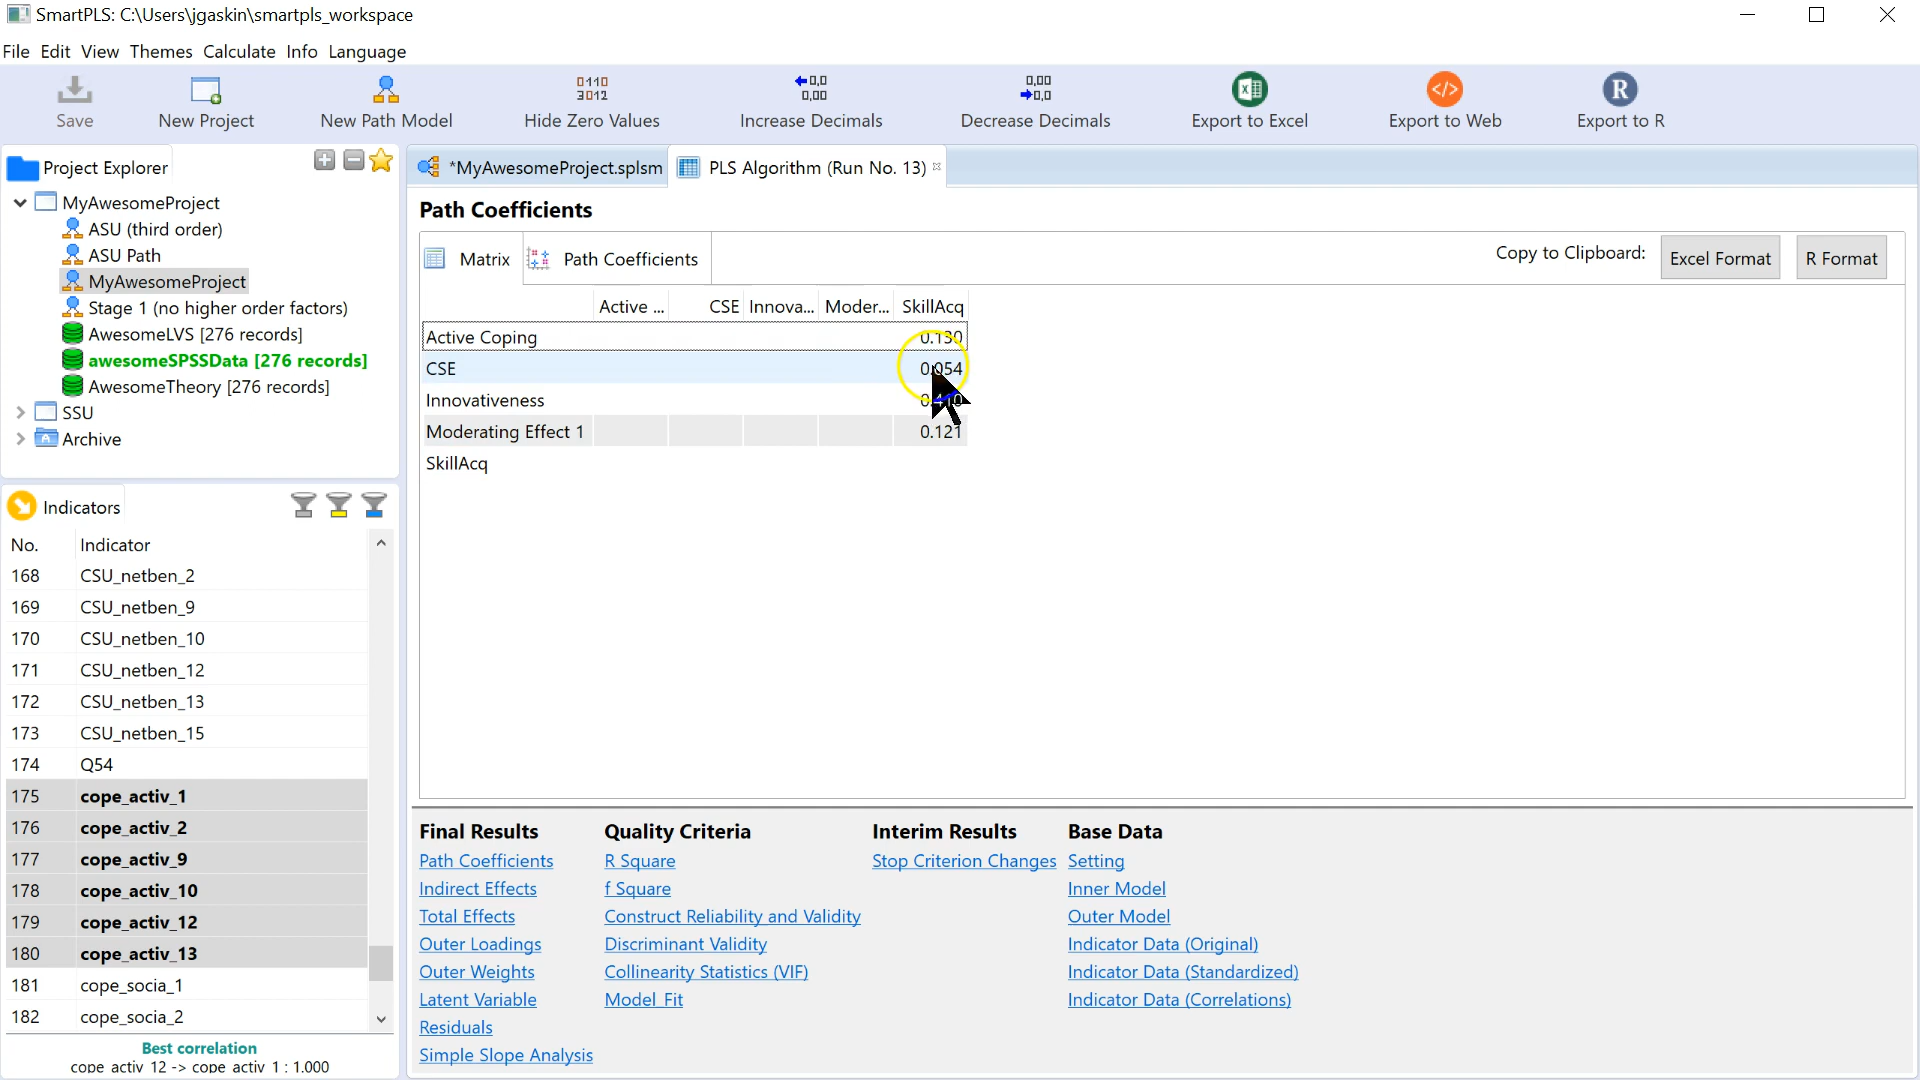 SmartPLS: C:\Users\jgaskin\smartpls_workspace
File Edit View Themes Calculate Info Language
Save New Project New Path Model Hide Zero Values Increase Decimals Decrease Decimals Export to Excel Export to Web Export to R
Project Explorer
MyAwesomeProject
ASU (third order)
ASU Path
MyAwesomeProject
Stage 1 (no higher order factors)
AwesomeLVS [276 records]
awesomeSPSSData [276 records]
AwesomeTheory [276 records]
SSU
Archive
Indicators
No. Indicator
168 CSU_netben_2
169 CSU_netben_9
170 CSU_netben_10
171 CSU_netben_12
172 CSU_netben_13
173 CSU_netben_15
174 Q54
175 cope_activ_1
176 cope_activ_2
177 cope_activ_9
178 cope_activ_10
179 cope_activ_12
180 cope_activ_13
181 cope_socia_1
182 cope_socia_2
Best correlation
cope_activ_12 -> cope_activ_1 : 1.000
*MyAwesomeProject.splsm PLS Algorithm (Run No. 13)
Path Coefficients
Matrix Path Coefficients Copy to Clipboard: Excel Format R Format
Active ... CSE Innova... Moder... SkillAcq
Active Coping 0.130
CSE 0.054
Innovativeness
Moderating Effect 1 0.121
SkillAcq
Final Results Quality Criteria Interim Results Base Data
Path Coefficients R Square Stop Criterion Changes Setting
Indirect Effects f Square Inner Model
Total Effects Construct Reliability and Validity Outer Model
Outer Loadings Discriminant Validity Indicator Data (Original)
Outer Weights Collinearity Statistics (VIF) Indicator Data (Standardized)
Latent Variable Model_Fit Indicator Data (Correlations)
Residuals
Simple Slope Analysis